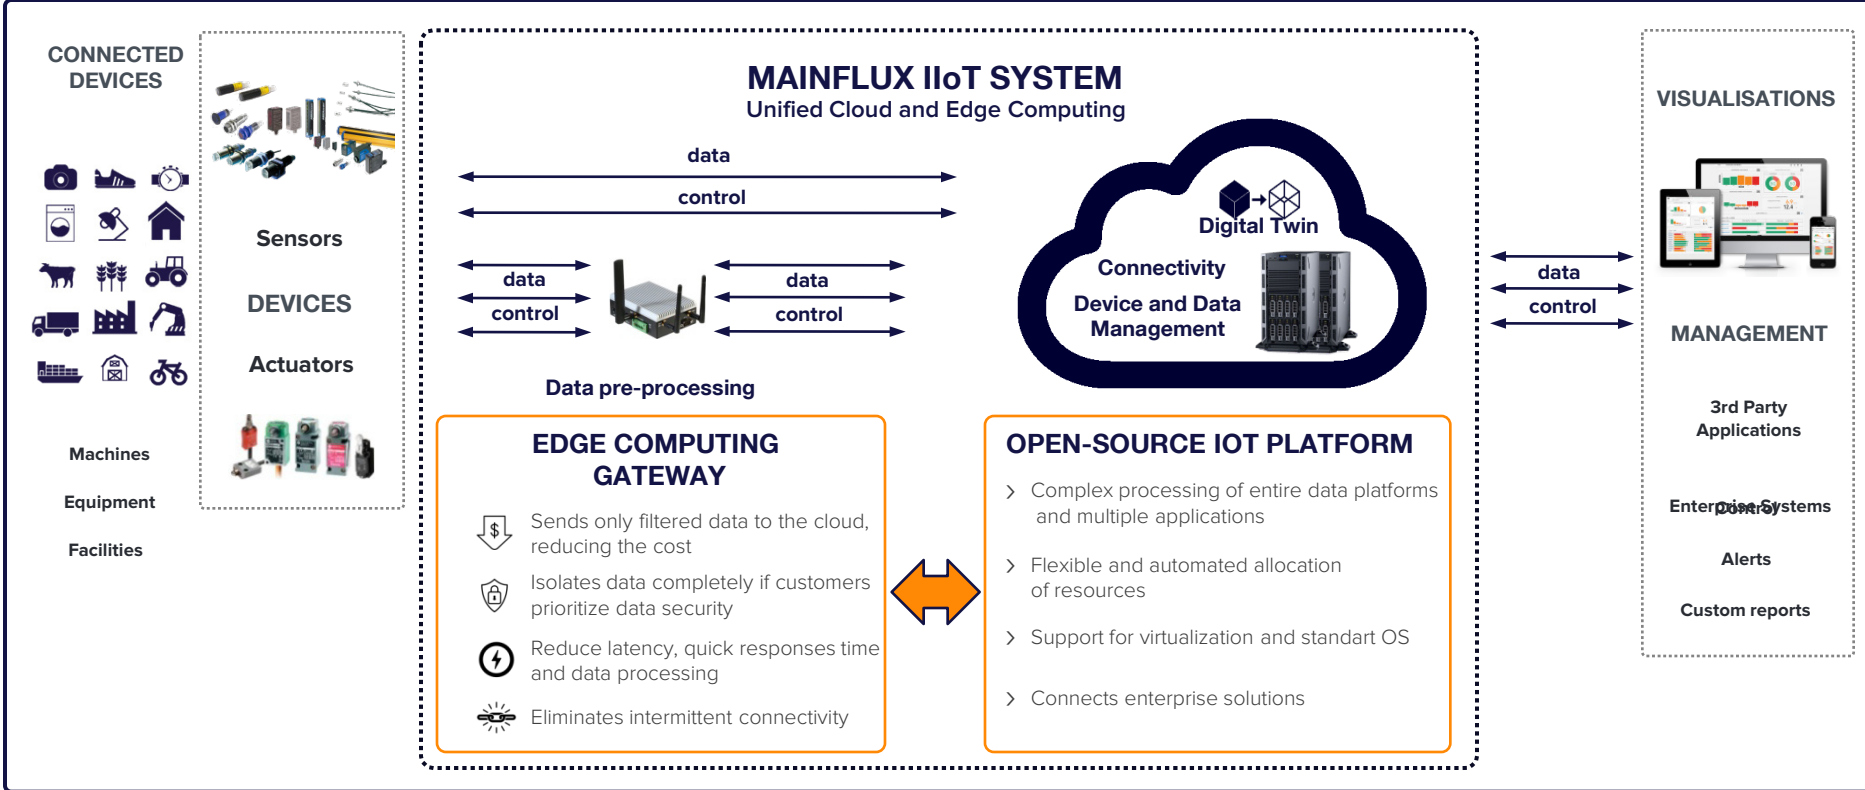 CONNECTED
DEVICES
Machines
Equipment
Facilities
Sensors
DEVICES
Actuators
MAINFLUX IIoT SYSTEM
Unified Cloud and Edge Computing
data
control
data
control
data
control
Data pre-processing
Digital Twin
Connectivity
Device and Data
Management
EDGE COMPUTING
GATEWAY
$
Sends only filtered data to the cloud,
reducing the cost
Isolates data completely if customers
prioritize data security
Reduce latency, quick responses time
and data processing
Eliminates intermittent connectivity
OPEN-SOURCE IOT PLATFORM
Complex processing of entire data platforms
and multiple applications
Flexible and automated allocation
of resources
Support for virtualization and standart OS
Connects enterprise solutions
data
control
VISUALISATIONS
MANAGEMENT
3rd Party
Applications
Enterprise Systems
Control
Alerts
Custom reports